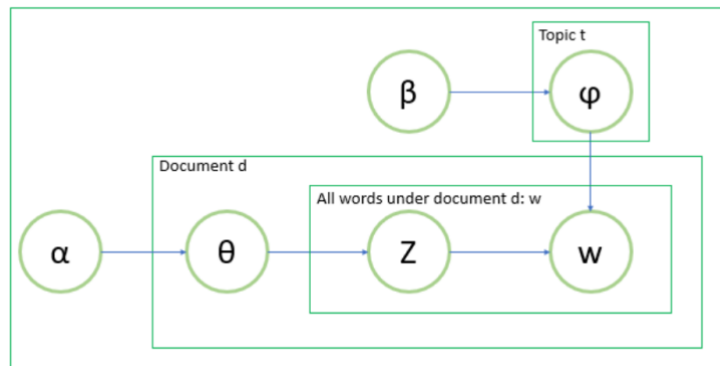 Topic t
β
φ
Document d
All words under document d: w
α
θ
Z
w